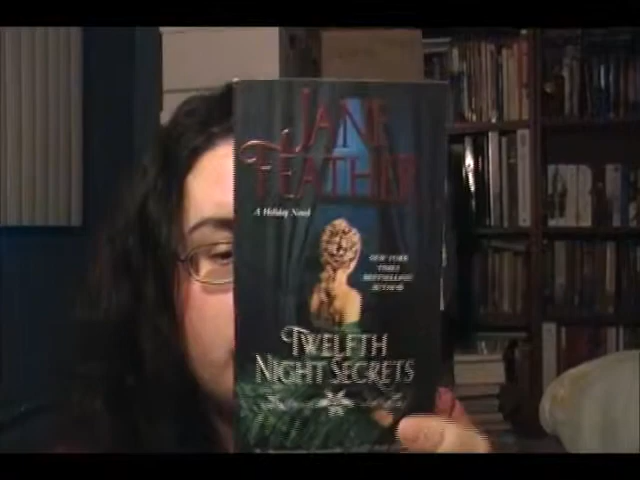 JANE
FEATHER
A Holiday Novel
NEW YORK
TIMES
BESTSELLING
AUTHOR
TWELFTH
NIGHT SECRETS